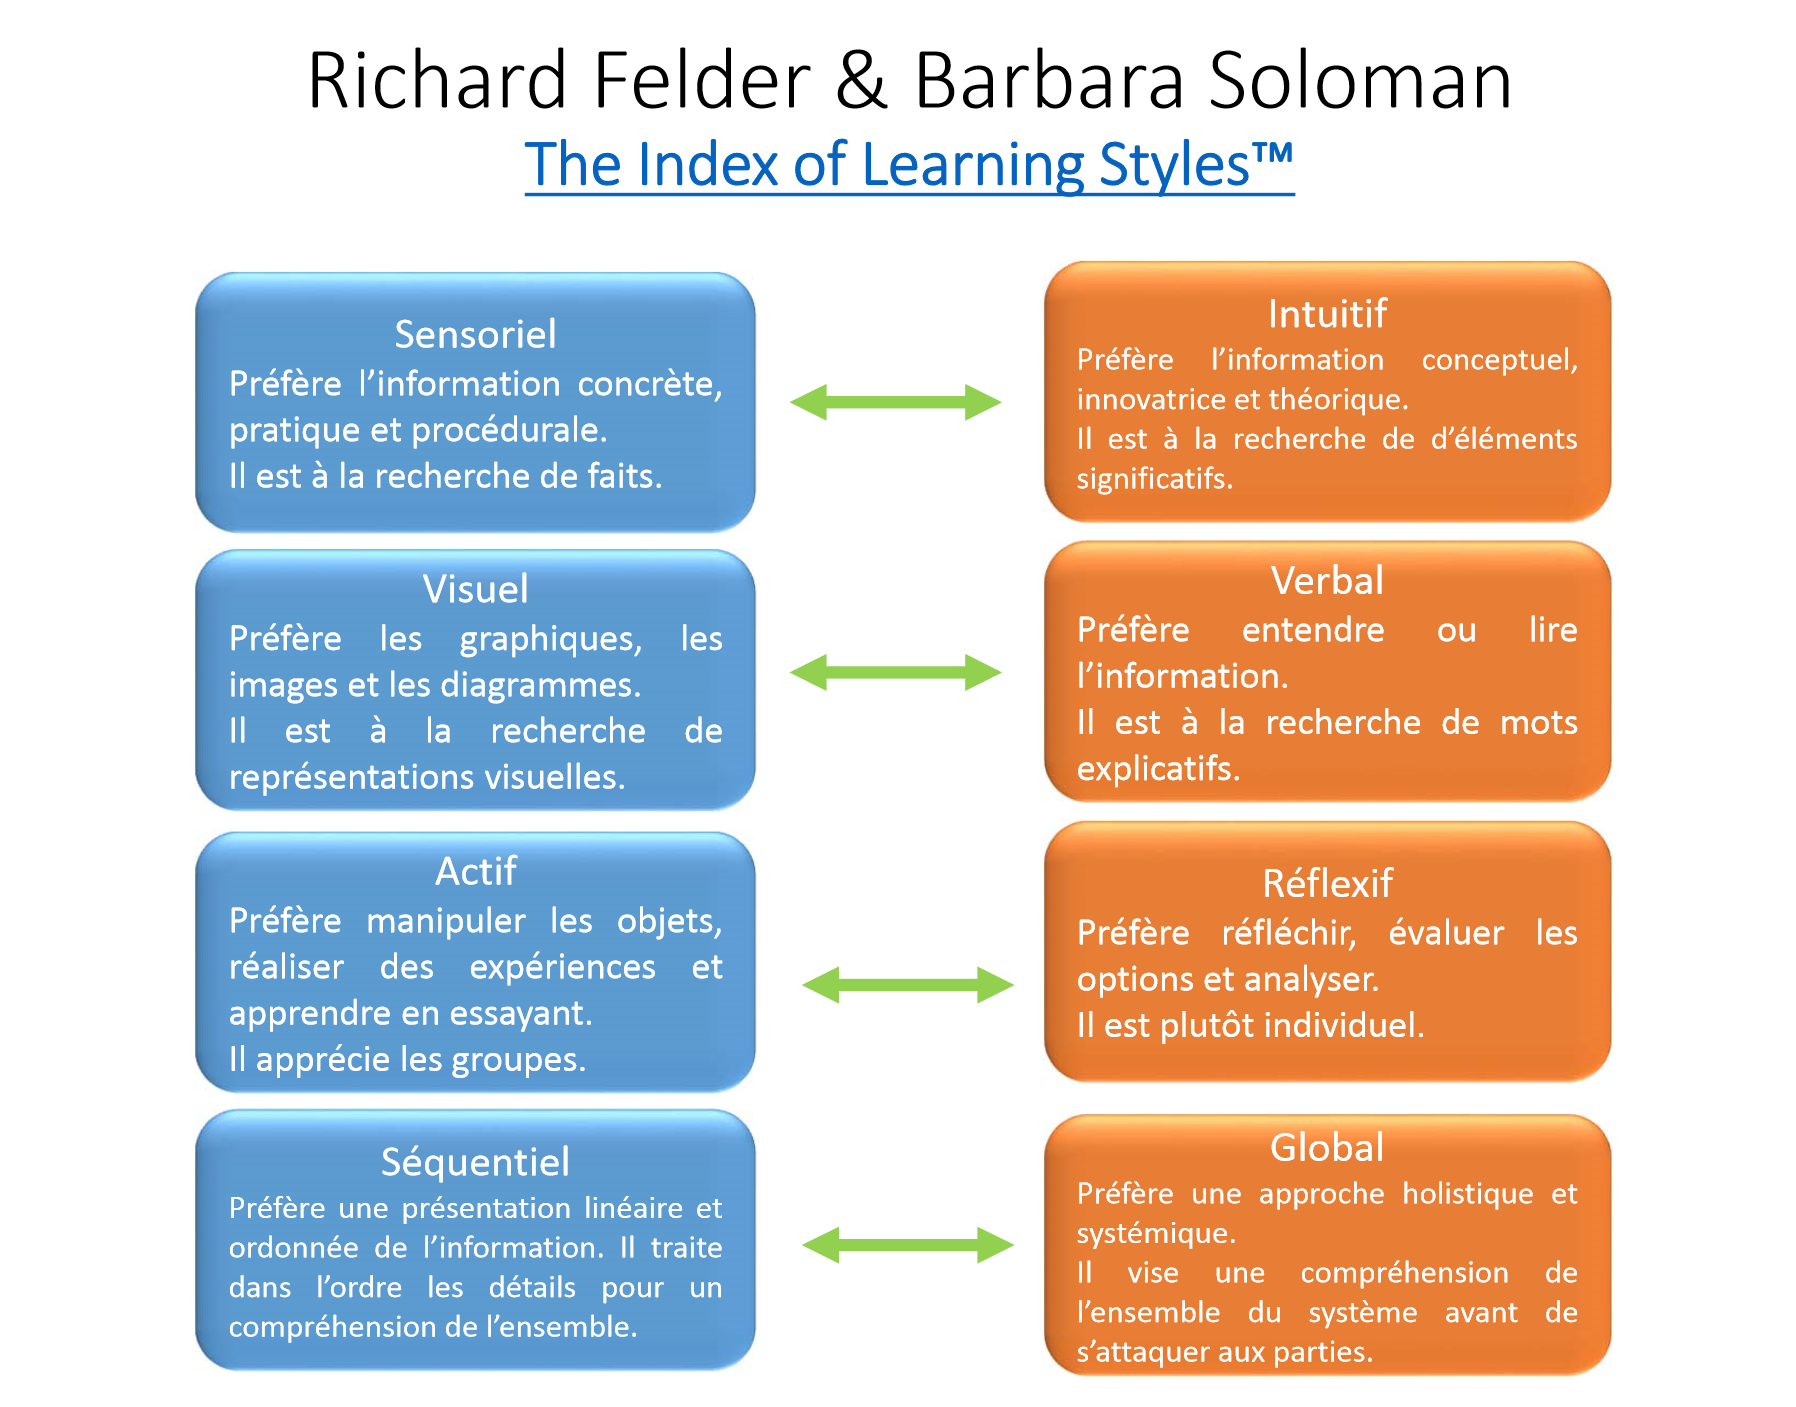 Richard Felder & Barbara Soloman
The Index of Learning Styles™
Sensoriel
Préfère l’information concrète,
pratique et procédurale.
Il est à la recherche de faits.
Intuitif
Préfère l’information conceptuel,
innovatrice et théorique.
Il est à la recherche de d’éléments
significatifs.
Visuel
Préfère les graphiques, les
images et les diagrammes.
Il est à la recherche de
représentations visuelles.
Verbal
Préfère entendre ou lire
l’information.
Il est à la recherche de mots
explicatifs.
Actif
Préfère manipuler les objets,
réaliser des expériences et
apprendre en essayant.
Il apprécie les groupes.
Réflexif
Préfère réfléchir, évaluer les
options et analyser.
Il est plutôt individuel.
Séquentiel
Préfère une présentation linéaire et
ordonnée de l’information. Il traite
dans l’ordre les détails pour un
compréhension de l’ensemble.
Global
Préfère une approche holistique et
systémique.
Il vise une compréhension de
l’ensemble du système avant de
s’attaquer aux parties.